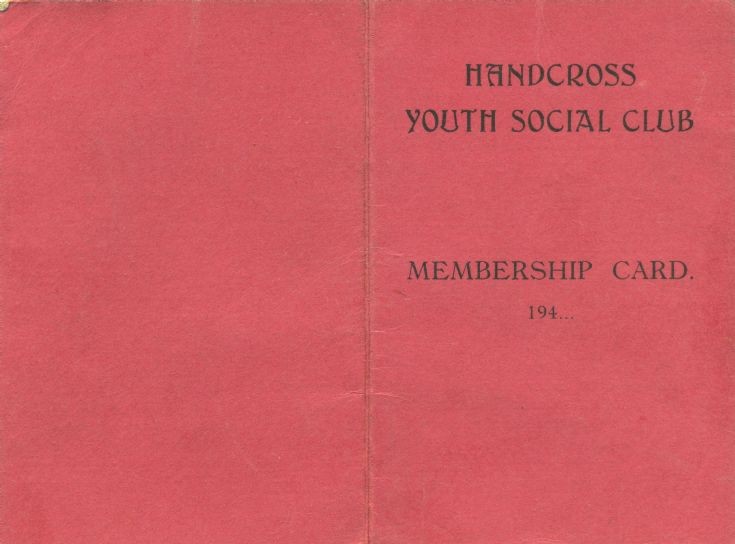 HANDCROSS
YOUTH SOCIAL CLUB
MEMBERSHIP CARD.
194...